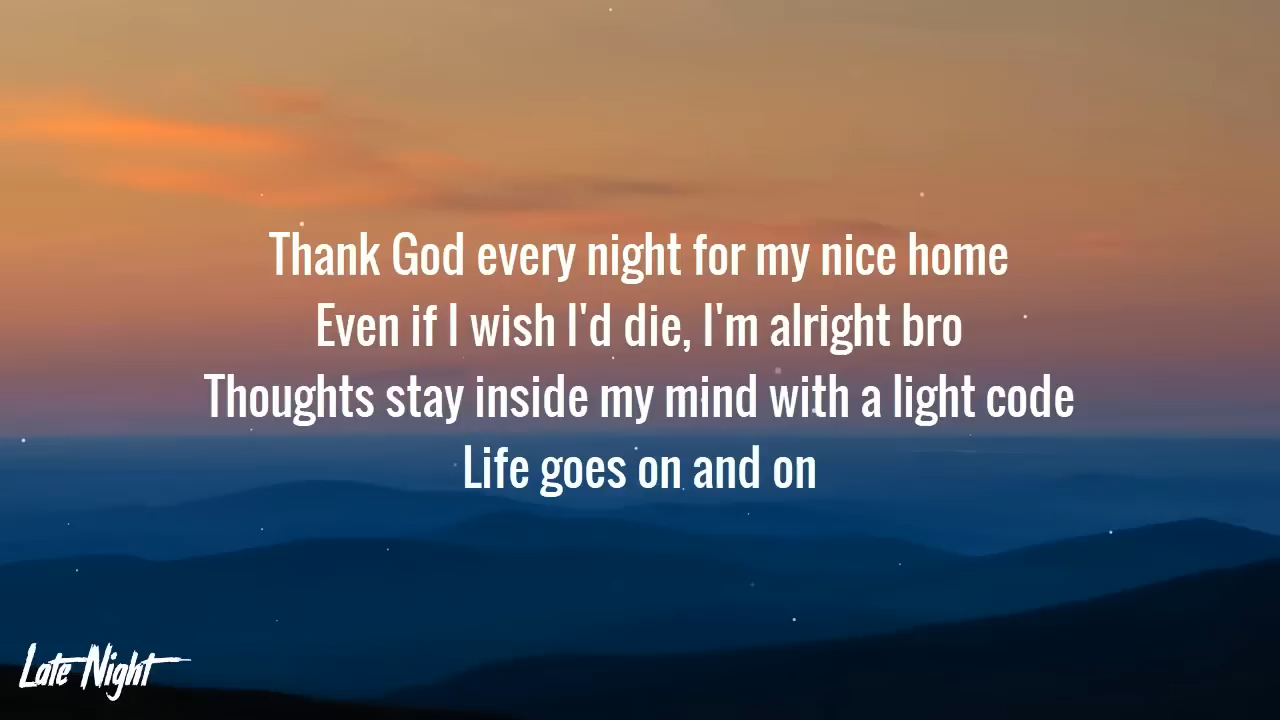 Thank God every night for my nice home
Even if I wish I'd die, I'm alright bro
Thoughts stay inside my mind with a light code
Life goes on and on
Late Night